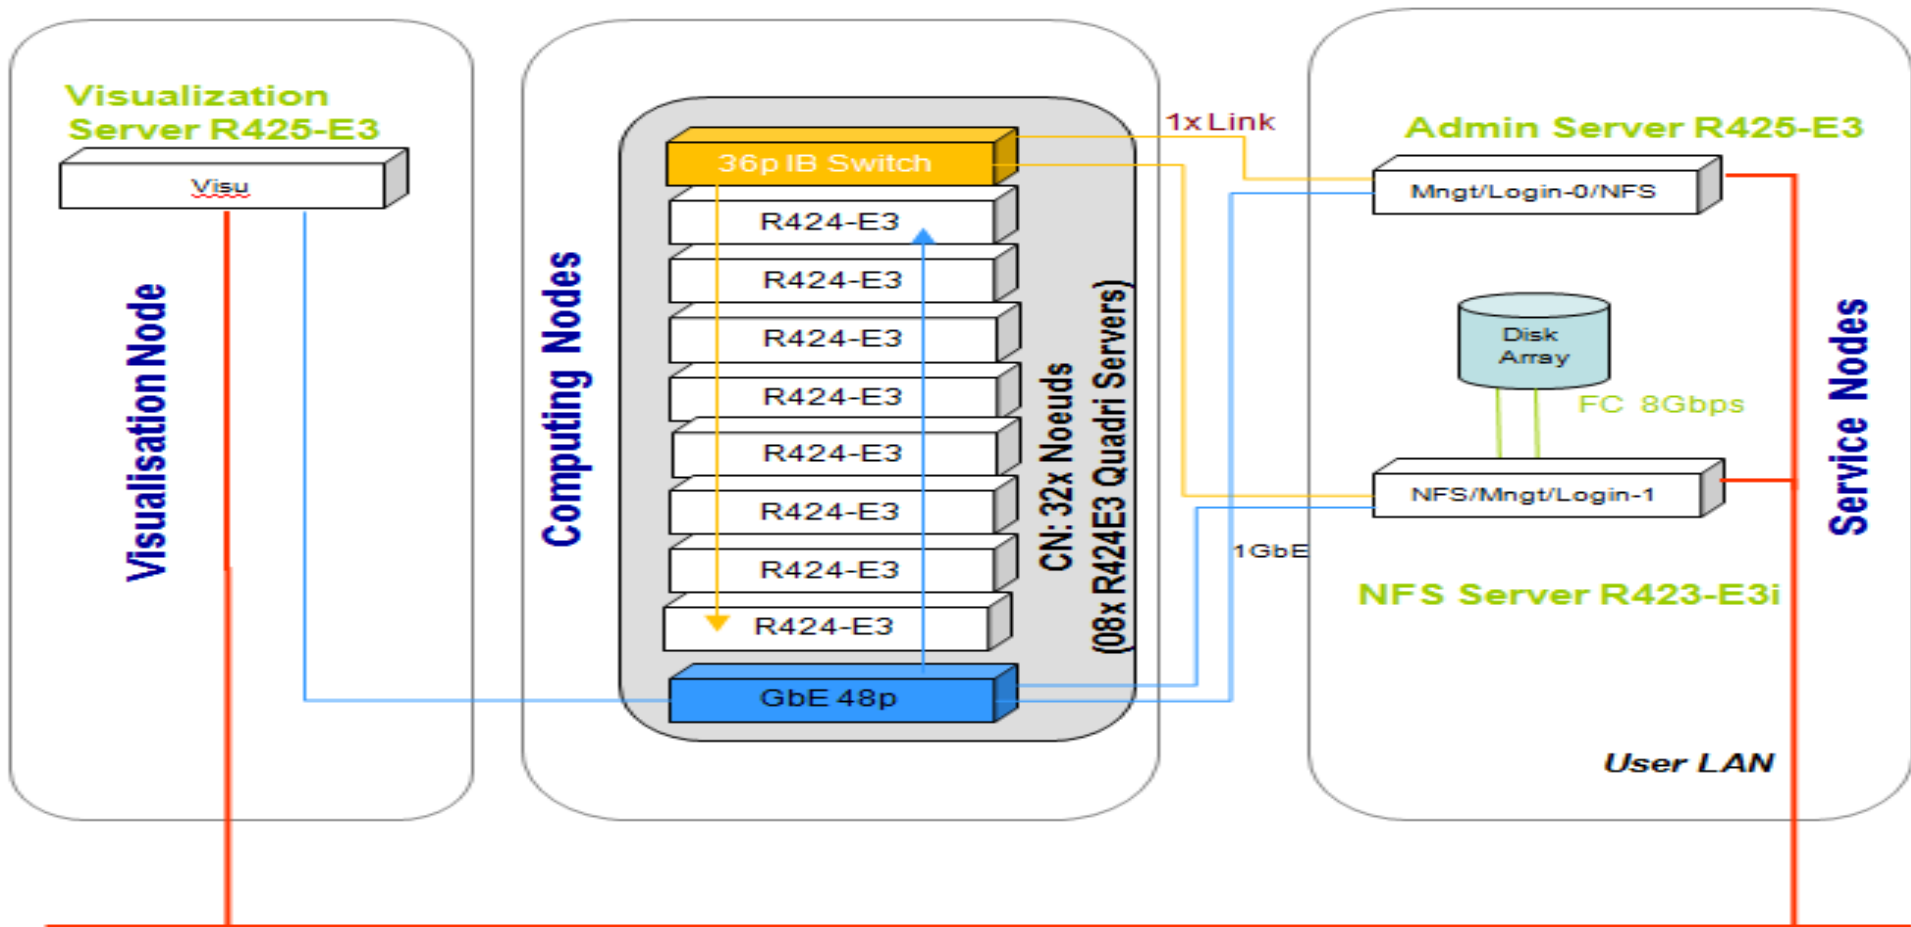 Visualization
Server R425-E3
Visu
Visualisation Node
Computing Nodes
36p IB Switch
R424-E3
R424-E3
R424-E3
R424-E3
R424-E3
R424-E3
R424-E3
R424-E3
GbE 48p
CN: 32x Noeuds
(08x R424E3 Quadri Servers)
1x Link
1GbE
Admin Server R425-E3
Mngt/Login-0/NFS
Disk
Array
FC 8Gbps
NFS/Mngt/Login-1
NFS Server R423-E3i
Service Nodes
User LAN